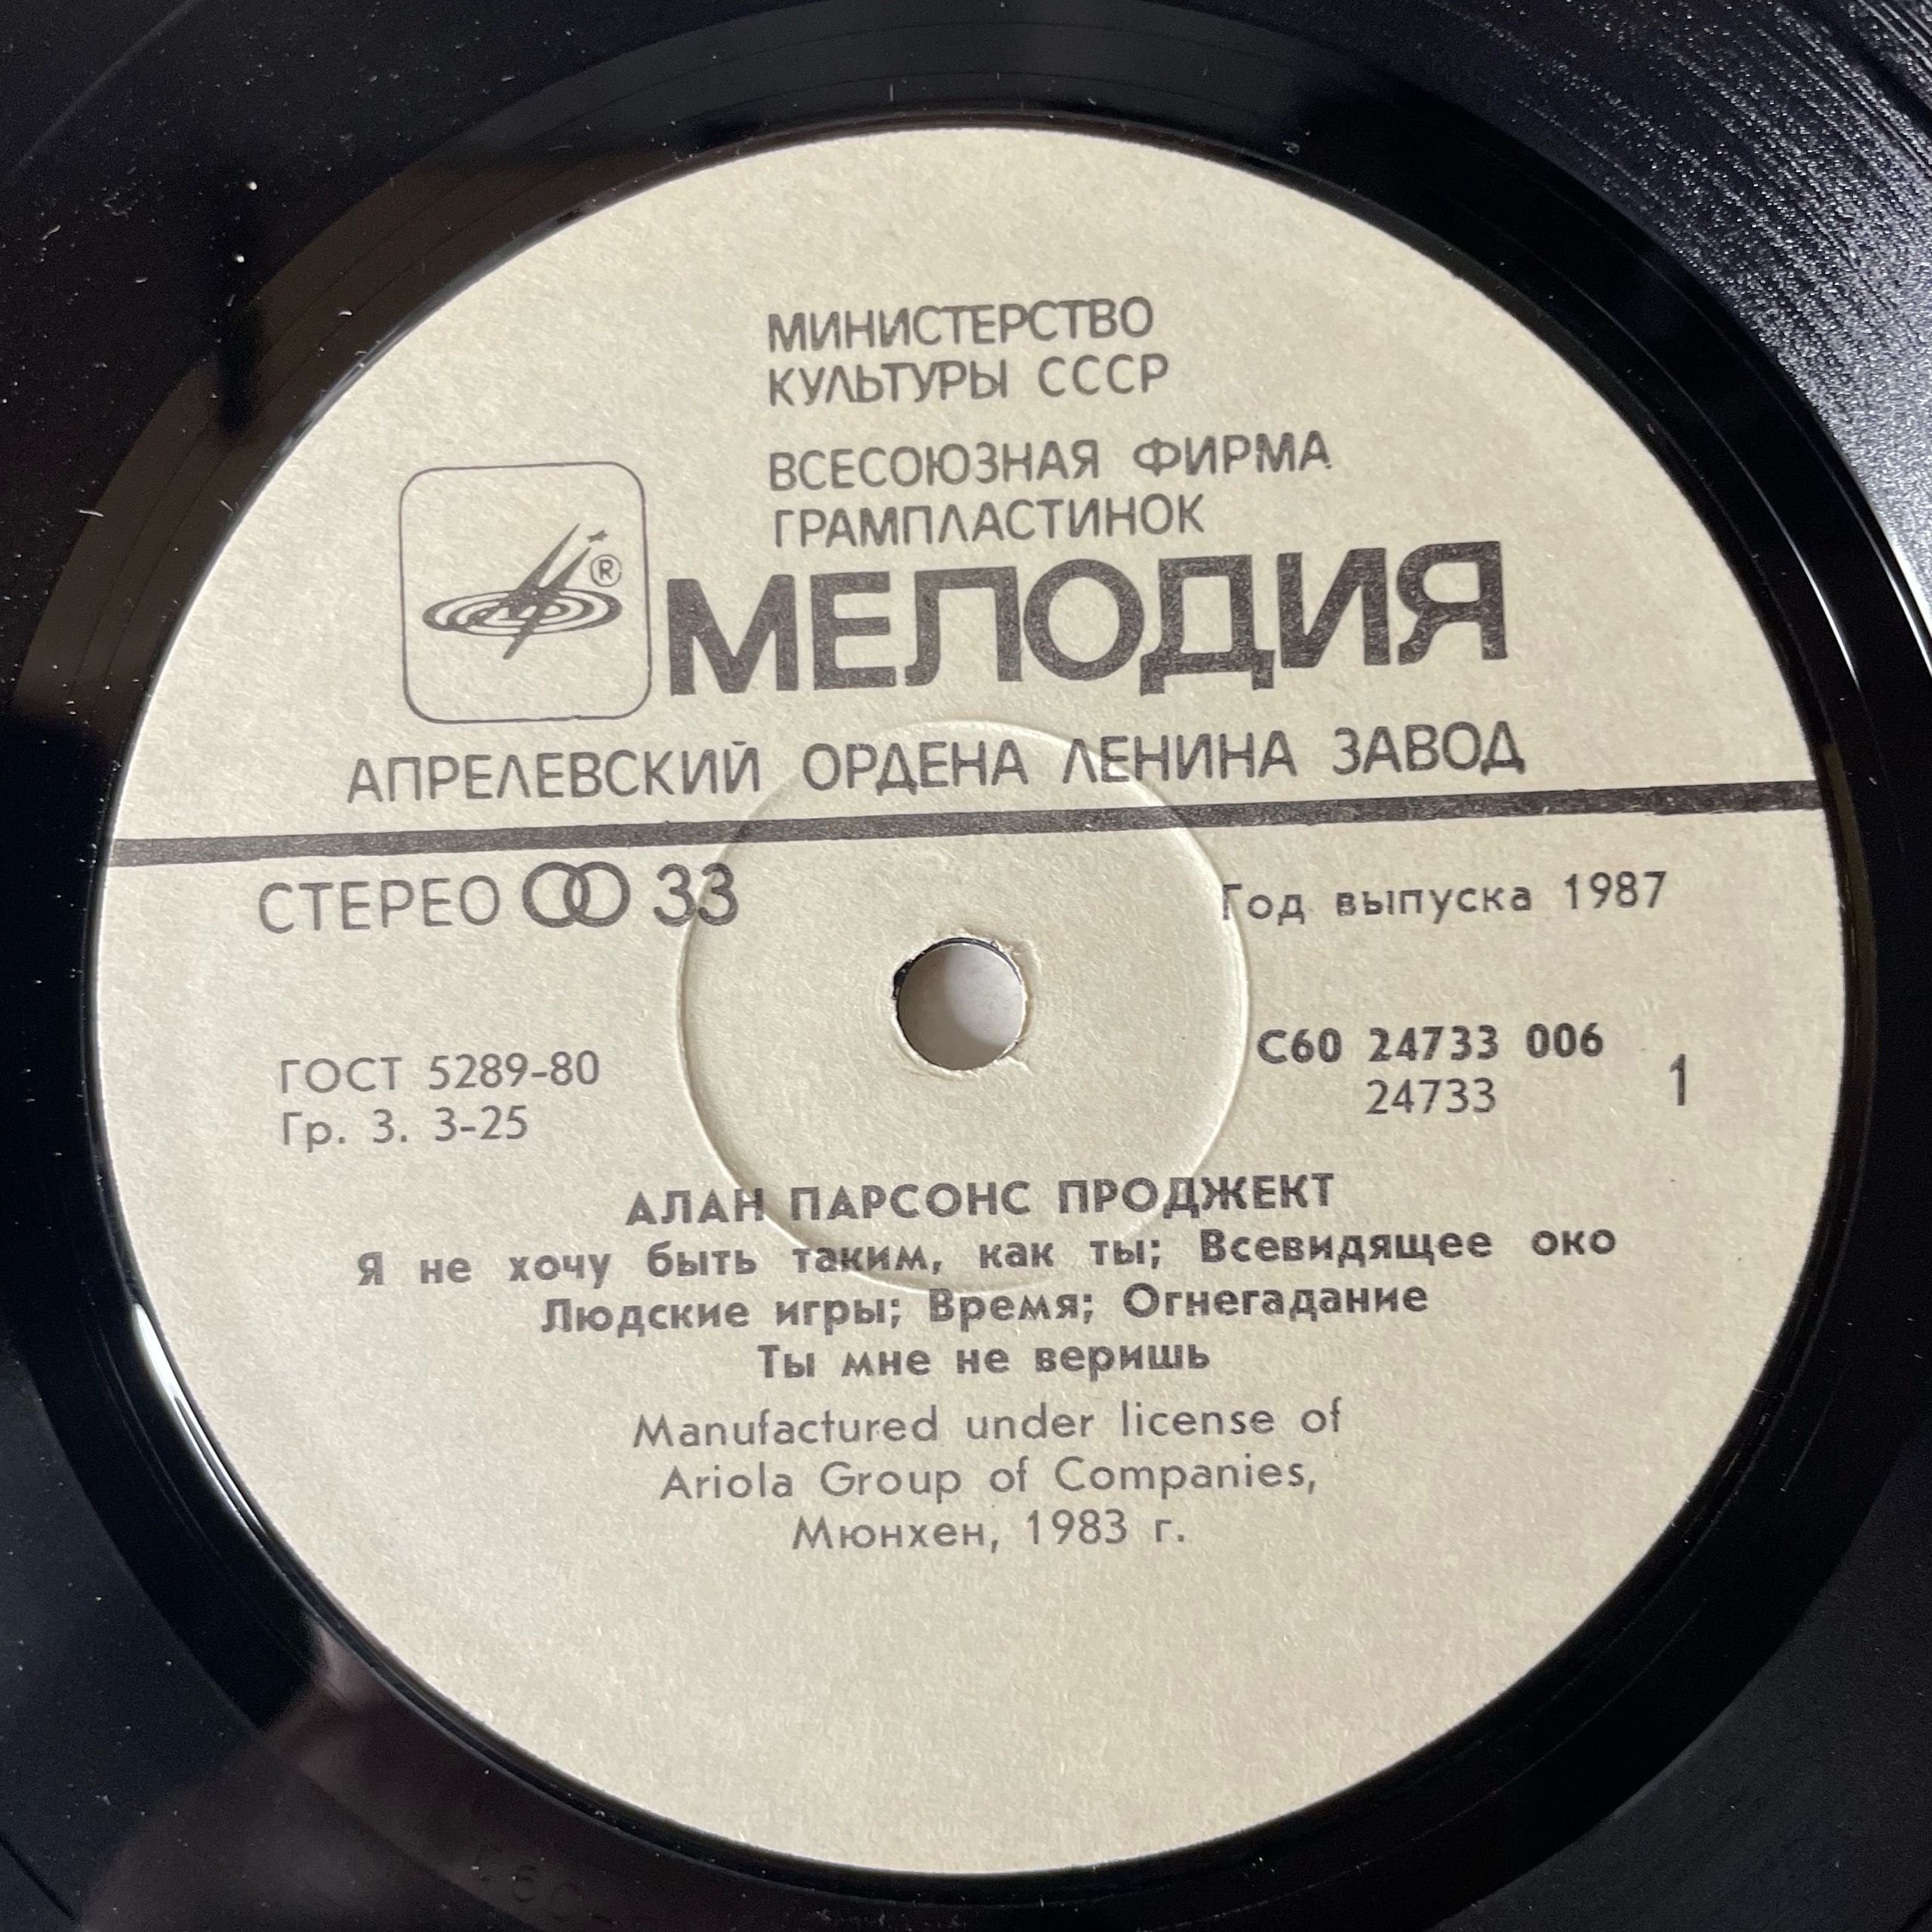 МИНИСТЕРСТВО
КУЛЬТУРЫ СССР
ВСЕСОЮЗНАЯ ФИРМА
ГРАМПЛАСТИНОК
®
МЕЛОДИЯ
АПРЕЛЕВСКИЙ ОРДЕНА ЛЕНИНА ЗАВОД
СТЕРЕО 33
Год выпуска 1987
ГОСТ 5289-80
Гр. 3. 3-25
С60 24733 006
24733
1
АЛАН ПАРСОНС ПРОДЖЕКТ
Я не хочу быть таким, как ты; Всевидящее око
Людские игры; Время; Огнегадание
Ты мне не веришь
Manufactured under license of
Ariola Group of Companies,
Мюнхен, 1983 г.